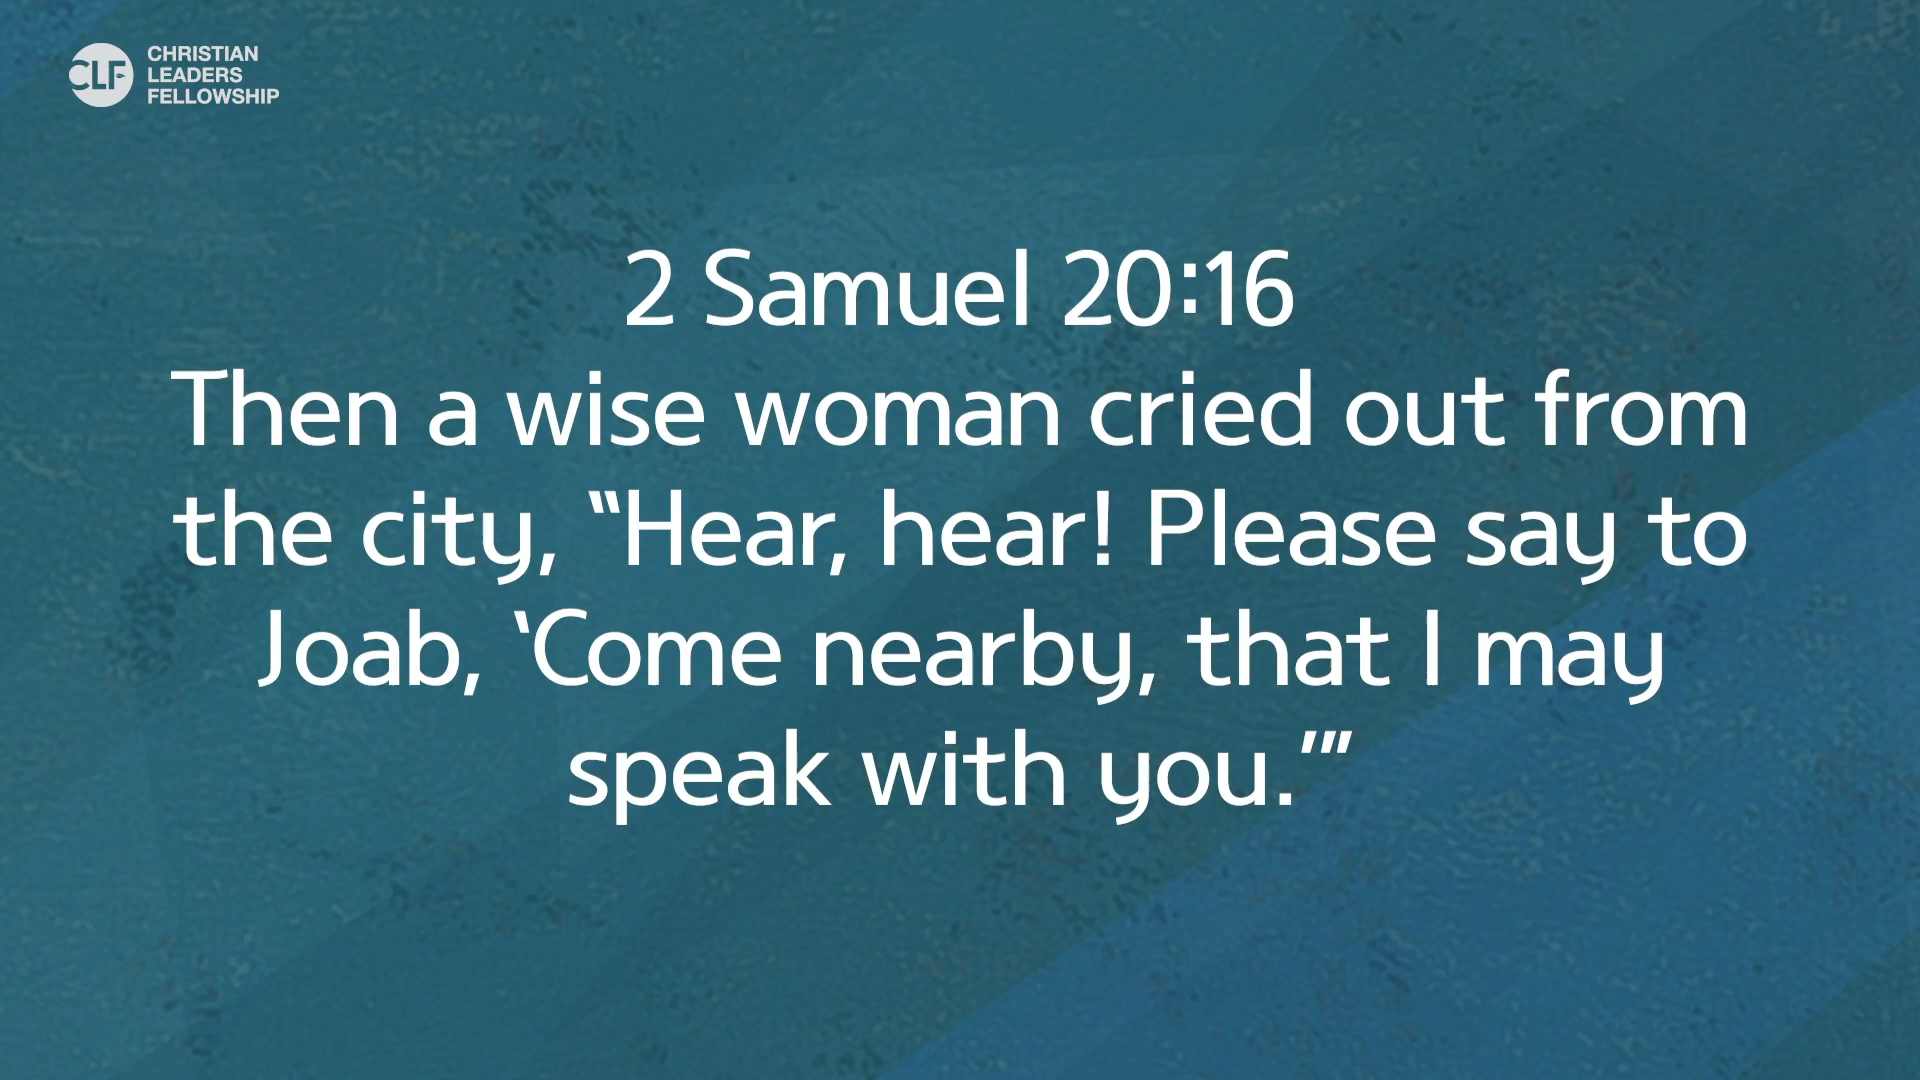 CLF
CHRISTIAN
LEADERS
FELLOWSHIP
2 Samuel 20:16
Then a wise woman cried out from
the city, “Hear, hear! Please say to
Joab, ‘Come nearby, that I may
speak with you.’”